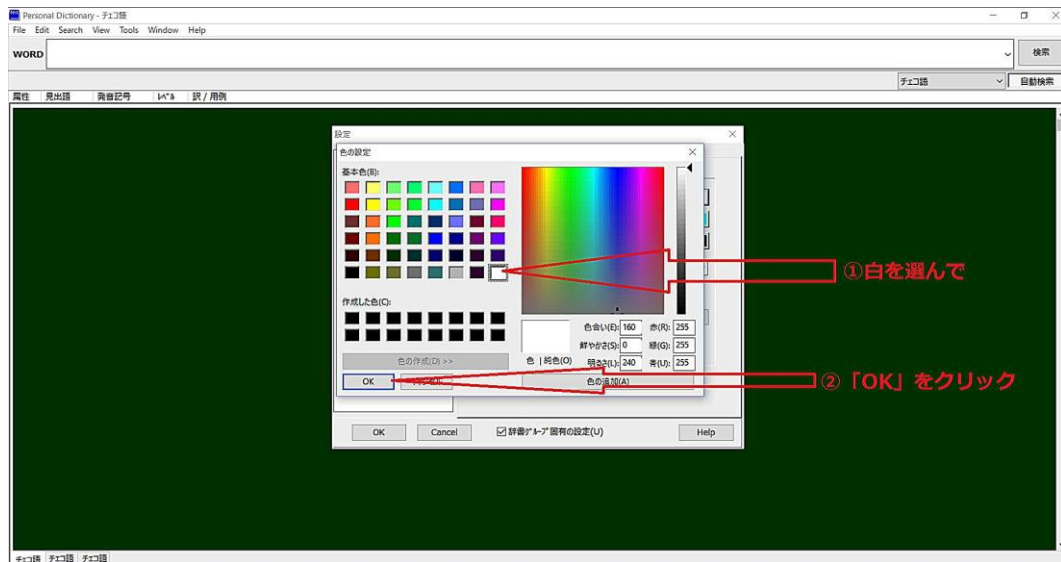 Personal Dictionary - チェコ語
File Edit Search View Tools Window Help
WORD
検索
チェコ語
自動検索
属性 見出語 発音記号 ﾚﾍﾞﾙ 訳 / 用例
設定
色の設定
基本色(B):
①白を選んで
作成した色(C):
色合い(E): 160 赤(R): 255
鮮やかさ(S): 0 緑(G): 255
色 | 純色(O) 明るさ(L): 240 青(U): 255
色の作成(D) >>
OK 色の追加(A)
②「OK」をクリック
OK Cancel 辞書ｸﾞﾙｰﾌﾟ固有の設定(U) Help
チェコ語 チェコ語 チェコ語